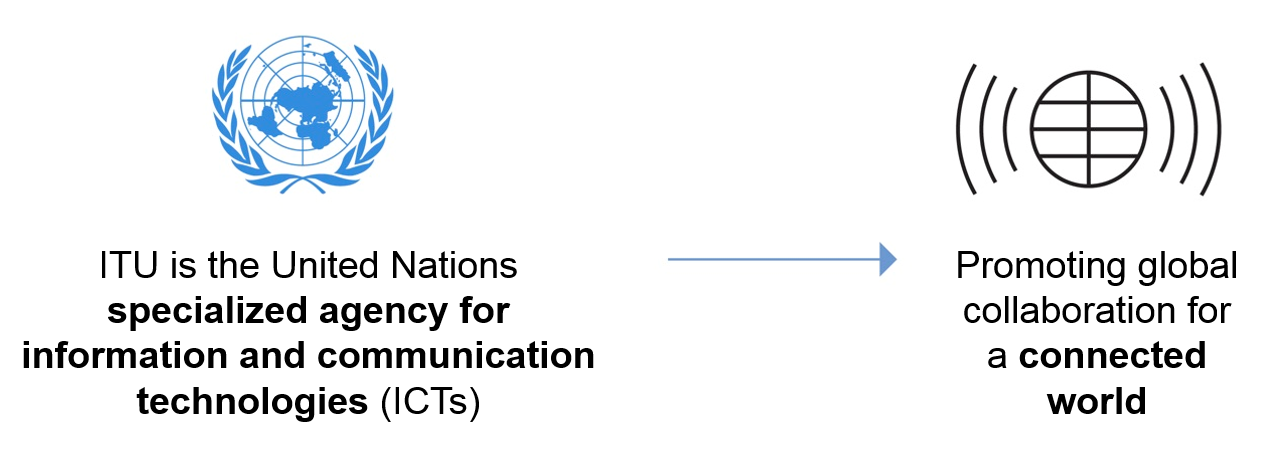 ITU is the United Nations
specialized agency for
information and communication
technologies (ICTs)
Promoting global
collaboration for
a connected
world